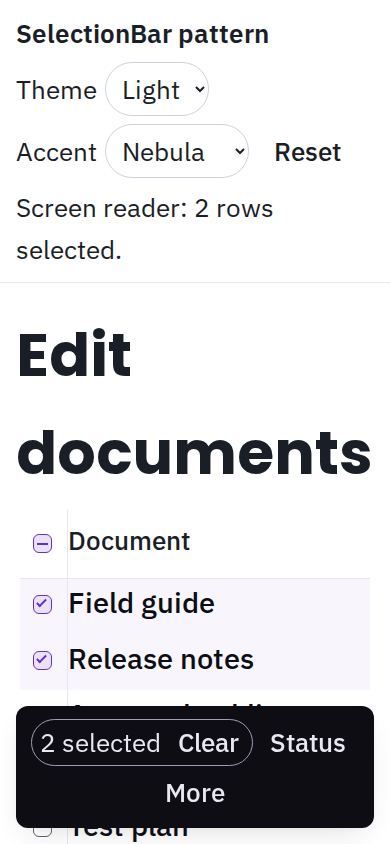 SelectionBar pattern
Theme Light
Accent Nebula Reset
Screen reader: 2 rows
selected.
Edit
documents
Document
Field guide
Release notes
2 selected Clear Status
More
Test plan